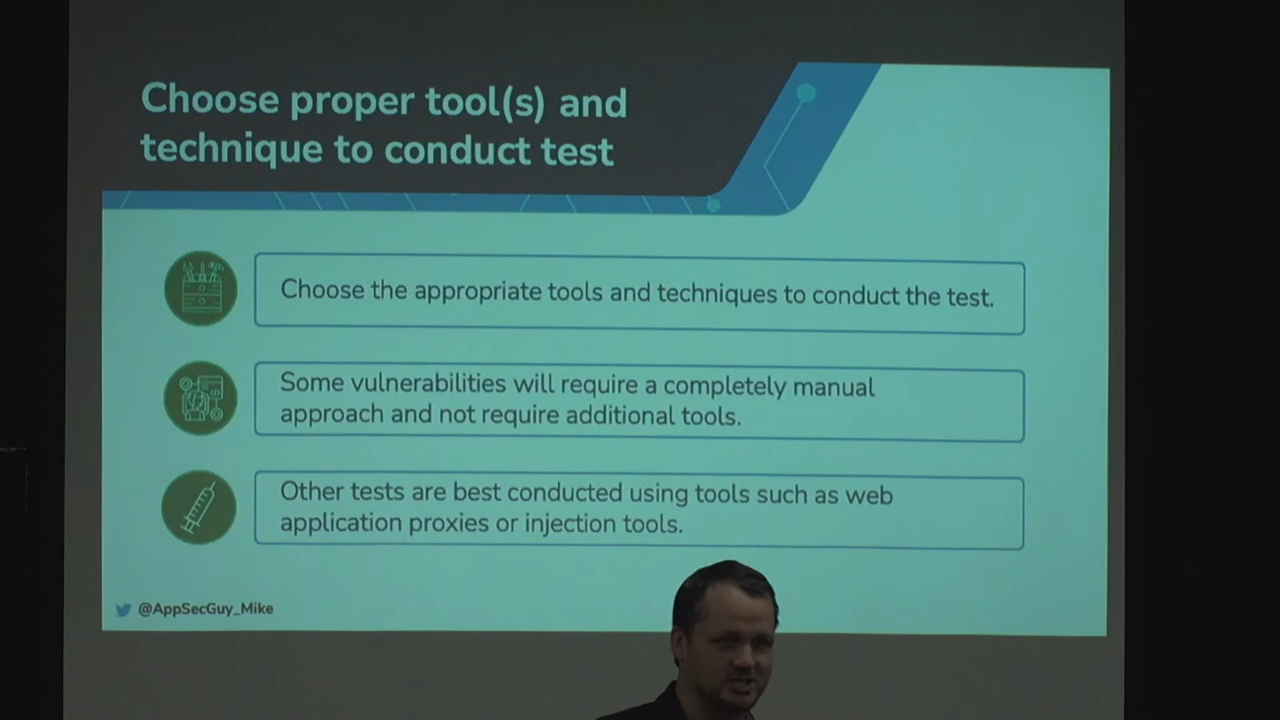 Choose proper tool(s) and
technique to conduct test
Choose the appropriate tools and techniques to conduct the test.
Some vulnerabilities will require a completely manual
approach and not require additional tools.
Other tests are best conducted using tools such as web
application proxies or injection tools.
@AppSecGuy_Mike